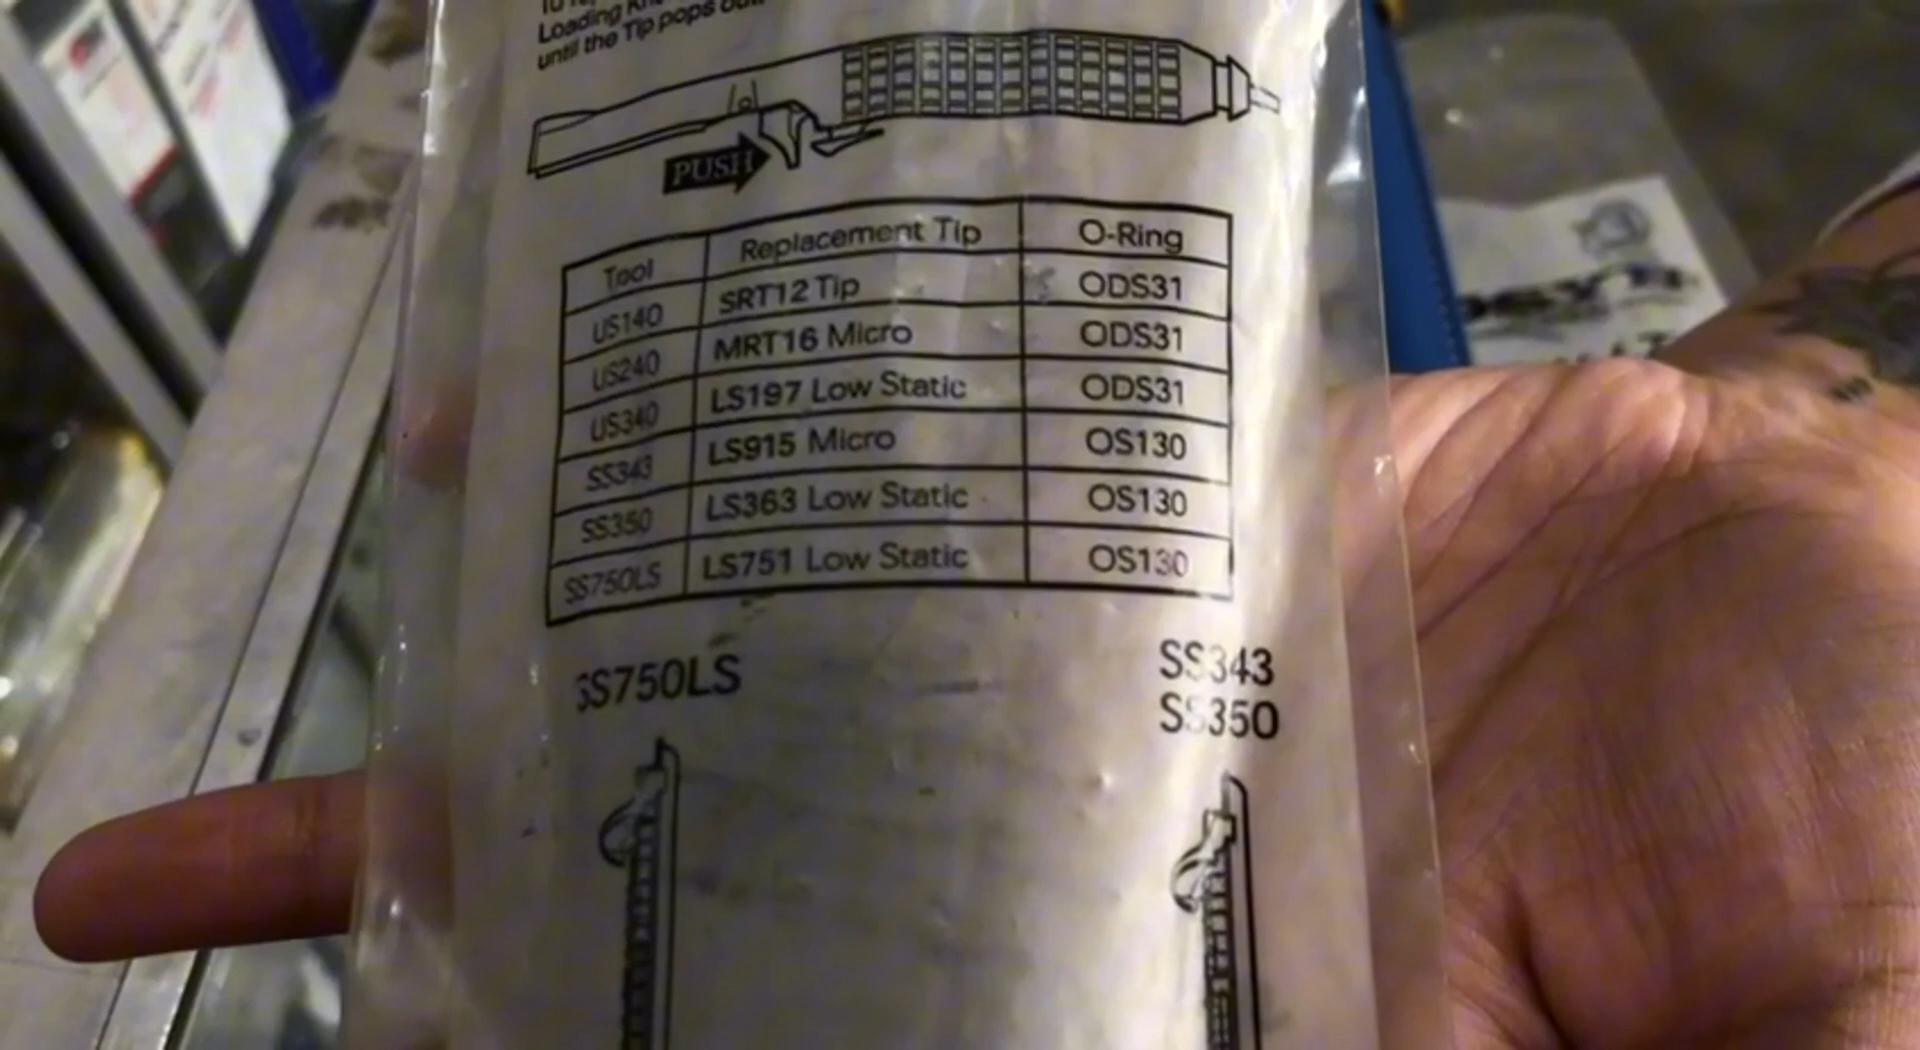 Loading
until the Tip pops out.
PUSH
Tool Replacement Tip O-Ring
US140 SRT12 Tip ODS31
US240 MRT16 Micro ODS31
US340 LS197 Low Static ODS31
SS343 LS915 Micro OS130
SS350 LS363 Low Static OS130
SS750LS LS751 Low Static OS130
SS750LS
SS343
SS350